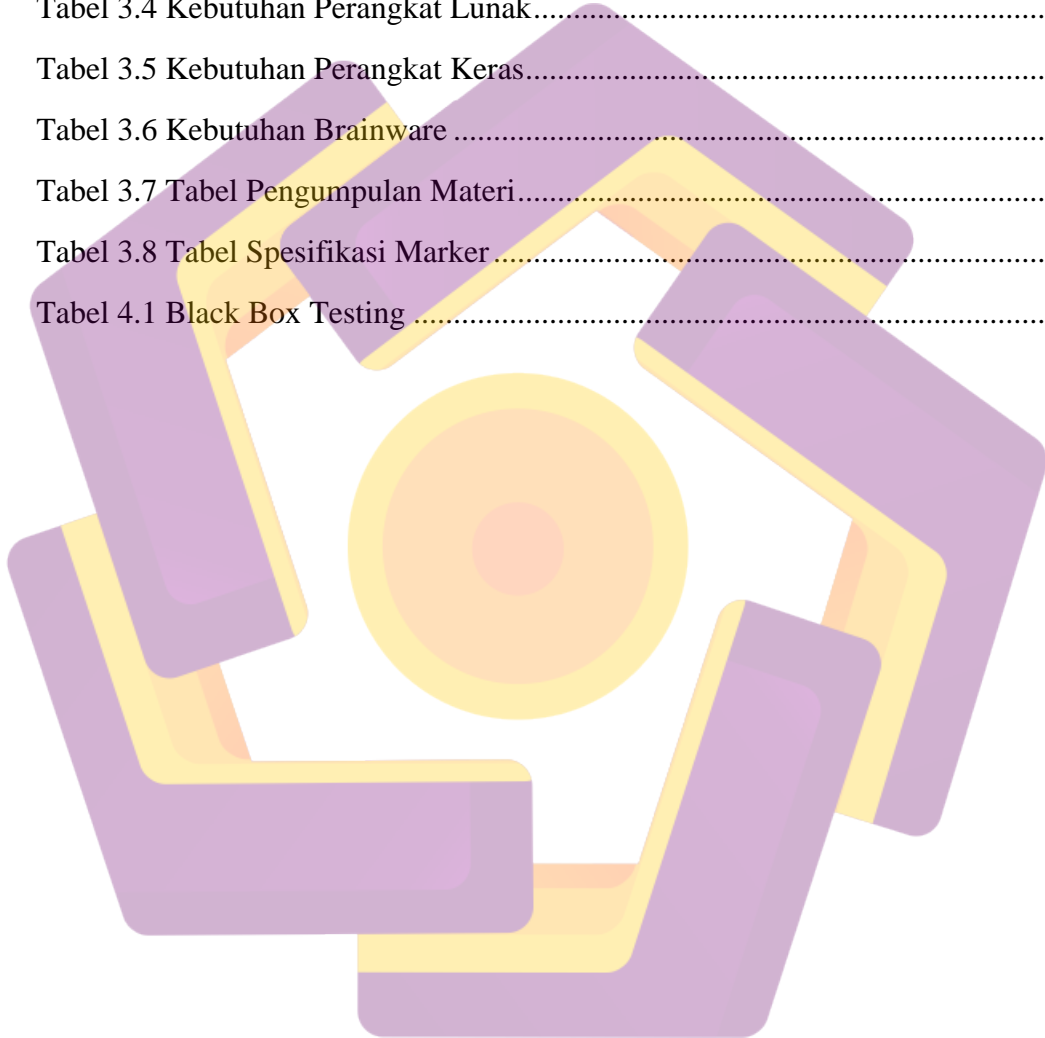 Tabel 3.4 Kebutuhan Perangkat Lunak................................................................
Tabel 3.5 Kebutuhan Perangkat Keras.................................................................
Tabel 3.6 Kebutuhan Brainware ..........................................................................
Tabel 3.7 Tabel Pengumpulan Materi..................................................................
Tabel 3.8 Tabel Spesifikasi Marker.....................................................................
Tabel 4.1 Black Box Testing ...............................................................................